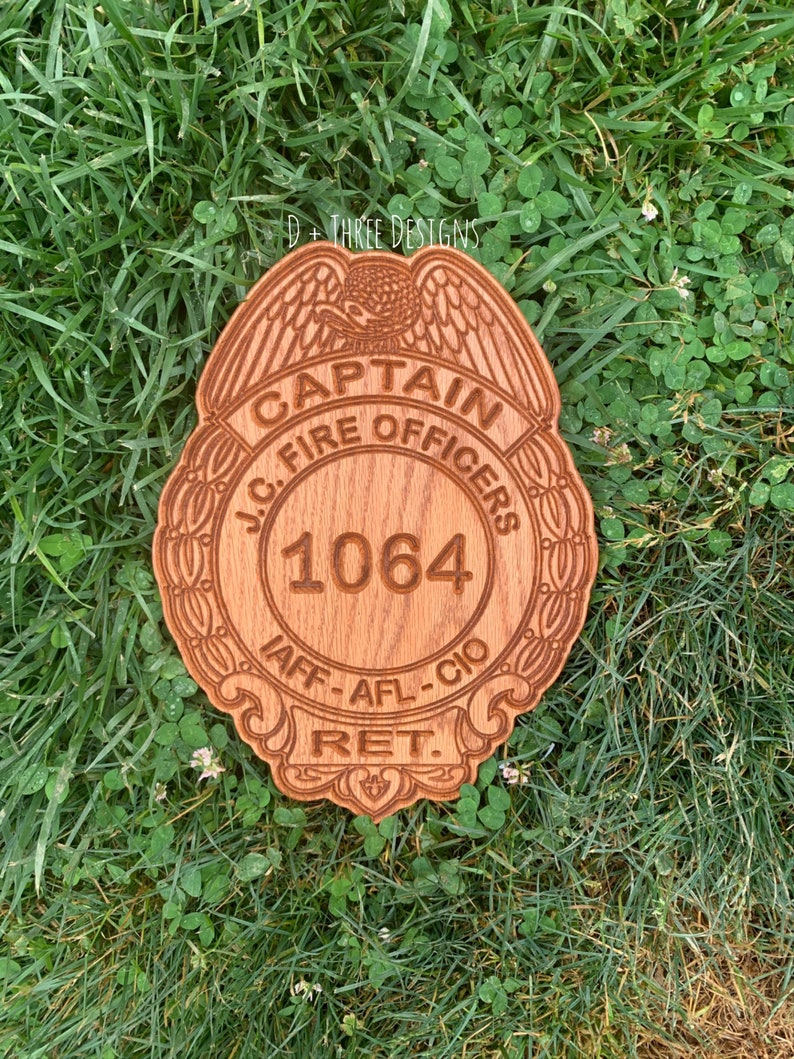 D + Three Designs
CAPTAIN
J.C. FIRE OFFICERS
1064
IAFF - AFL - CIO
RET.